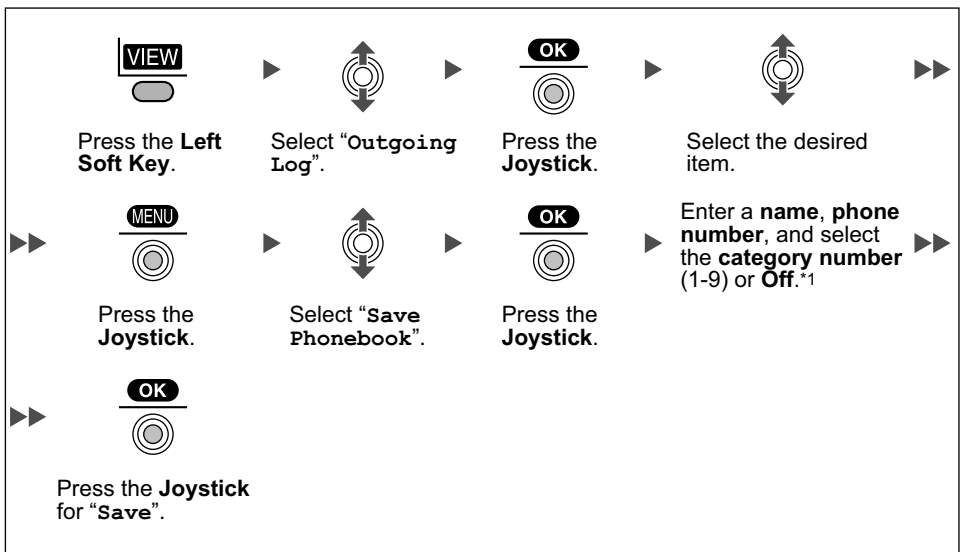 VIEW
Press the Left
Soft Key.
Select “Outgoing
Log”.
OK
Press the
Joystick.
Select the desired
item.
MENU
Press the
Joystick.
Select “Save
Phonebook”.
OK
Press the
Joystick.
Enter a name, phone
number, and select
the category number
(1-9) or Off.*1
OK
Press the Joystick
for “Save”.